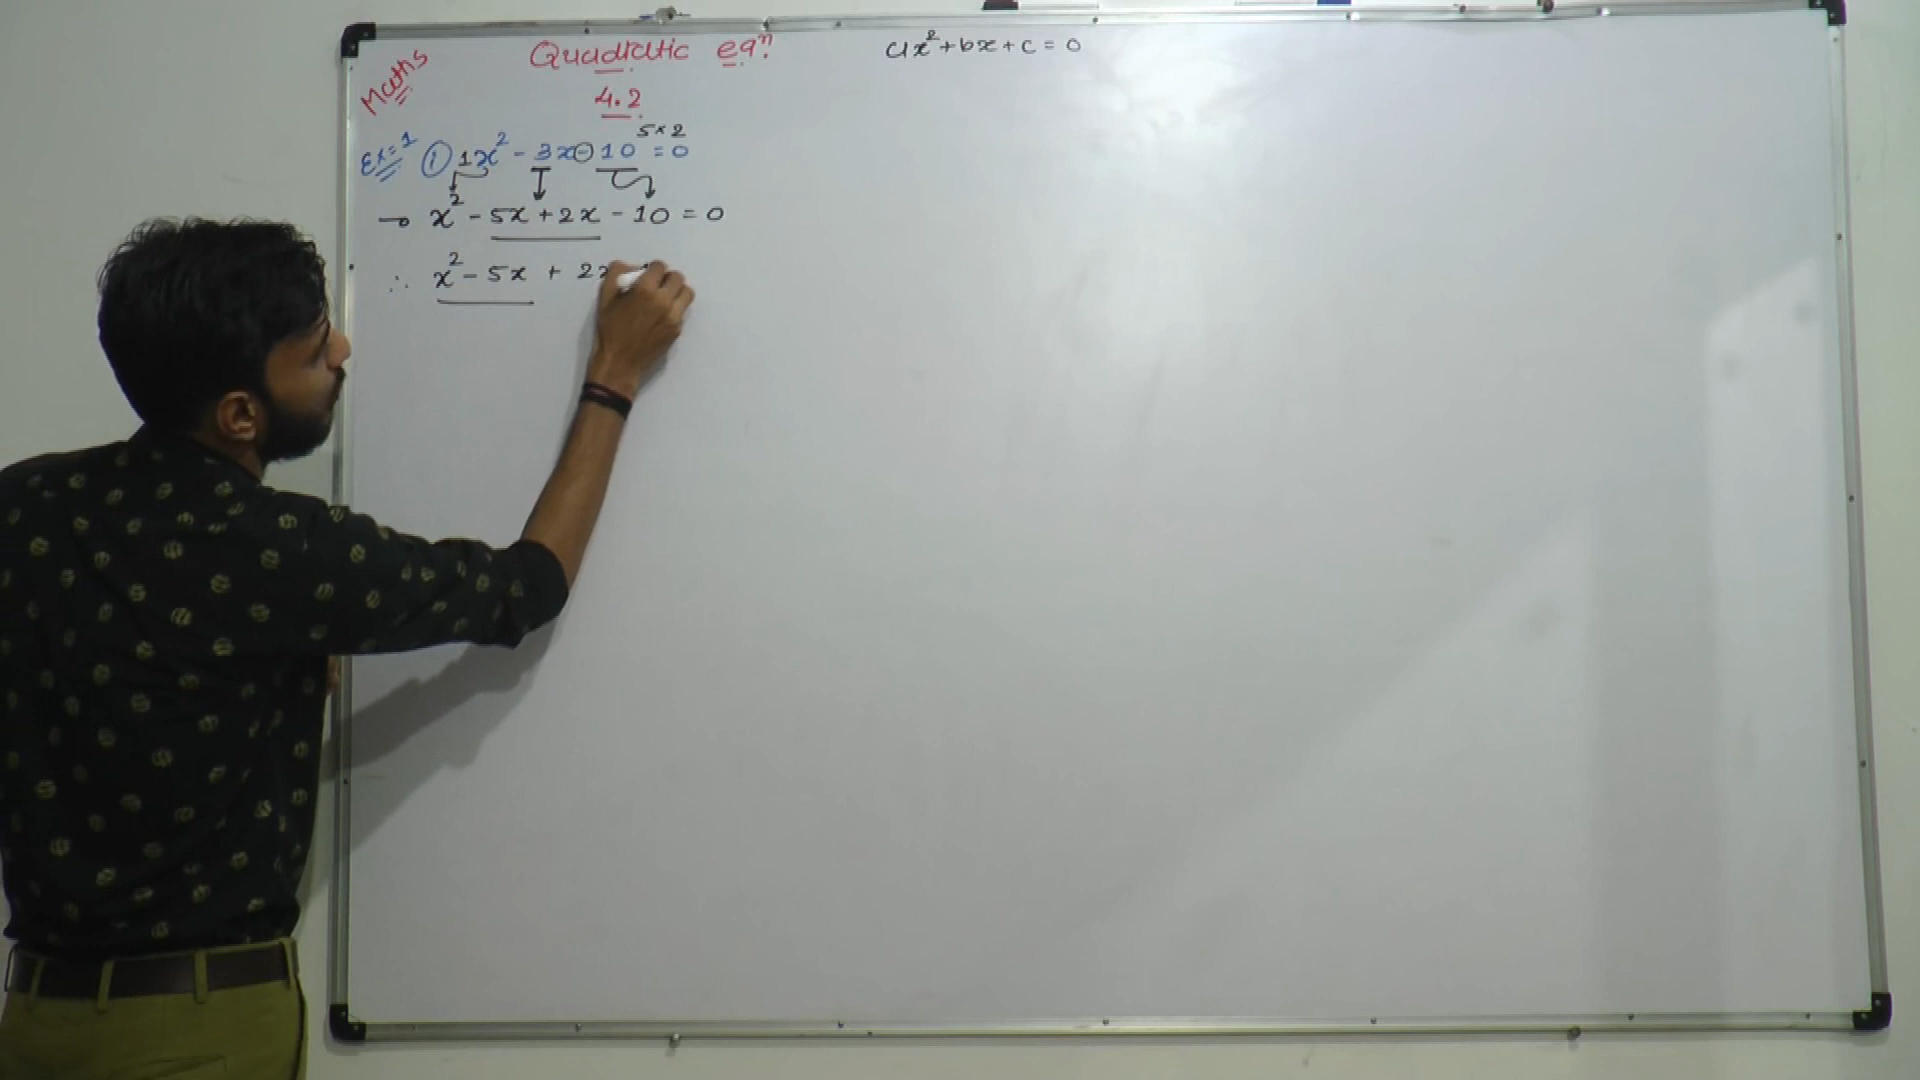 Maths
Quadratic eqⁿ.
ax² + bx + c = 0
4.2
5 × 2
Ex = 1 ① 1x² - 3x - 10 = 0
→ x² - 5x + 2x - 10 = 0
∴ x² - 5x + 2x